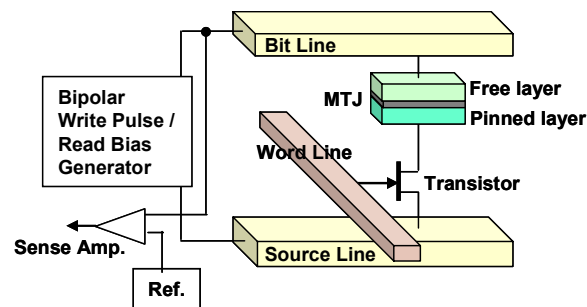 Bit Line
Bipolar
Write Pulse /
Read Bias
Generator
MTJ
Free layer
Pinned layer
Word Line
Transistor
Sense Amp.
Source Line
Ref.